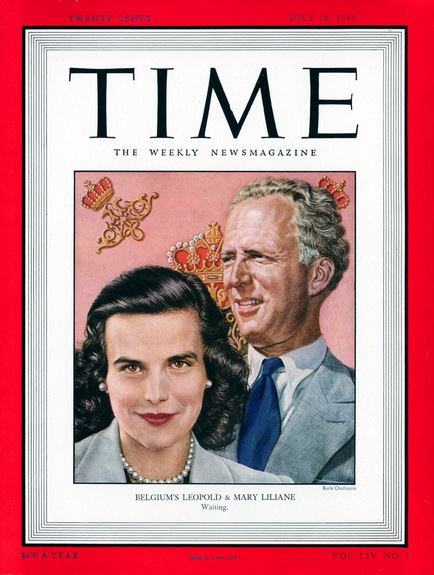 TWENTY CENTS
JULY 18, 1949
TIME
THE WEEKLY NEWSMAGAZINE
Boris Chaliapin
BELGIUM'S LEOPOLD & MARY LILIANE
Waiting.
$6.50 A YEAR
VOL. LIV NO. 3